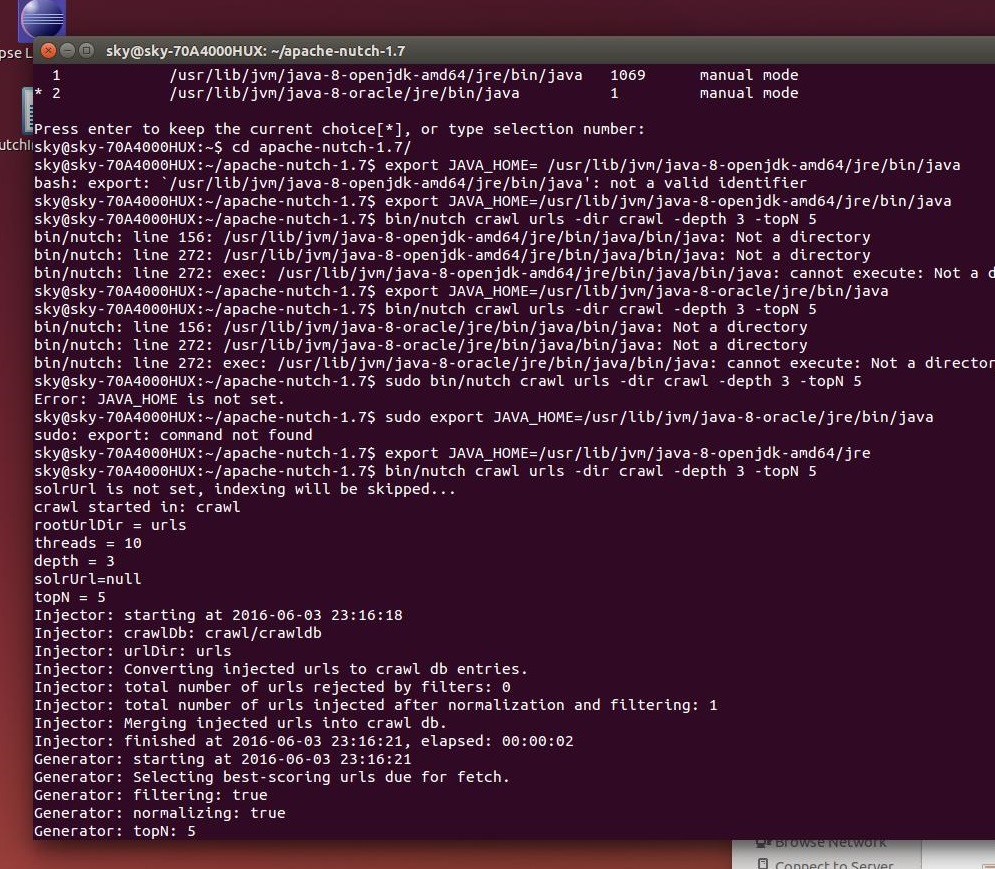 pse L
utchI
sky@sky-70A4000HUX: ~/apache-nutch-1.7
1 /usr/lib/jvm/java-8-openjdk-amd64/jre/bin/java 1069 manual mode
* 2 /usr/lib/jvm/java-8-oracle/jre/bin/java 1 manual mode
Press enter to keep the current choice[*], or type selection number:
sky@sky-70A4000HUX:~$ cd apache-nutch-1.7/
sky@sky-70A4000HUX:~/apache-nutch-1.7$ export JAVA_HOME= /usr/lib/jvm/java-8-openjdk-amd64/jre/bin/java
bash: export: `/usr/lib/jvm/java-8-openjdk-amd64/jre/bin/java': not a valid identifier
sky@sky-70A4000HUX:~/apache-nutch-1.7$ export JAVA_HOME=/usr/lib/jvm/java-8-openjdk-amd64/jre/bin/java
sky@sky-70A4000HUX:~/apache-nutch-1.7$ bin/nutch crawl urls -dir crawl -depth 3 -topN 5
bin/nutch: line 156: /usr/lib/jvm/java-8-openjdk-amd64/jre/bin/java/bin/java: Not a directory
bin/nutch: line 272: /usr/lib/jvm/java-8-openjdk-amd64/jre/bin/java/bin/java: Not a directory
bin/nutch: line 272: exec: /usr/lib/jvm/java-8-openjdk-amd64/jre/bin/java/bin/java: cannot execute: Not a d
sky@sky-70A4000HUX:~/apache-nutch-1.7$ export JAVA_HOME=/usr/lib/jvm/java-8-oracle/jre/bin/java
sky@sky-70A4000HUX:~/apache-nutch-1.7$ bin/nutch crawl urls -dir crawl -depth 3 -topN 5
bin/nutch: line 156: /usr/lib/jvm/java-8-oracle/jre/bin/java/bin/java: Not a directory
bin/nutch: line 272: /usr/lib/jvm/java-8-oracle/jre/bin/java/bin/java: Not a directory
bin/nutch: line 272: exec: /usr/lib/jvm/java-8-oracle/jre/bin/java/bin/java: cannot execute: Not a director
sky@sky-70A4000HUX:~/apache-nutch-1.7$ sudo bin/nutch crawl urls -dir crawl -depth 3 -topN 5
Error: JAVA_HOME is not set.
sky@sky-70A4000HUX:~/apache-nutch-1.7$ sudo export JAVA_HOME=/usr/lib/jvm/java-8-oracle/jre/bin/java
sudo: export: command not found
sky@sky-70A4000HUX:~/apache-nutch-1.7$ export JAVA_HOME=/usr/lib/jvm/java-8-openjdk-amd64/jre
sky@sky-70A4000HUX:~/apache-nutch-1.7$ bin/nutch crawl urls -dir crawl -depth 3 -topN 5
solrUrl is not set, indexing will be skipped...
crawl started in: crawl
rootUrlDir = urls
threads = 10
depth = 3
solrUrl=null
topN = 5
Injector: starting at 2016-06-03 23:16:18
Injector: crawlDb: crawl/crawldb
Injector: urlDir: urls
Injector: Converting injected urls to crawl db entries.
Injector: total number of urls rejected by filters: 0
Injector: total number of urls injected after normalization and filtering: 1
Injector: Merging injected urls into crawl db.
Injector: finished at 2016-06-03 23:16:21, elapsed: 00:00:02
Generator: starting at 2016-06-03 23:16:21
Generator: Selecting best-scoring urls due for fetch.
Generator: filtering: true
Generator: normalizing: true
Generator: topN: 5
Browse Network
Connect to Server